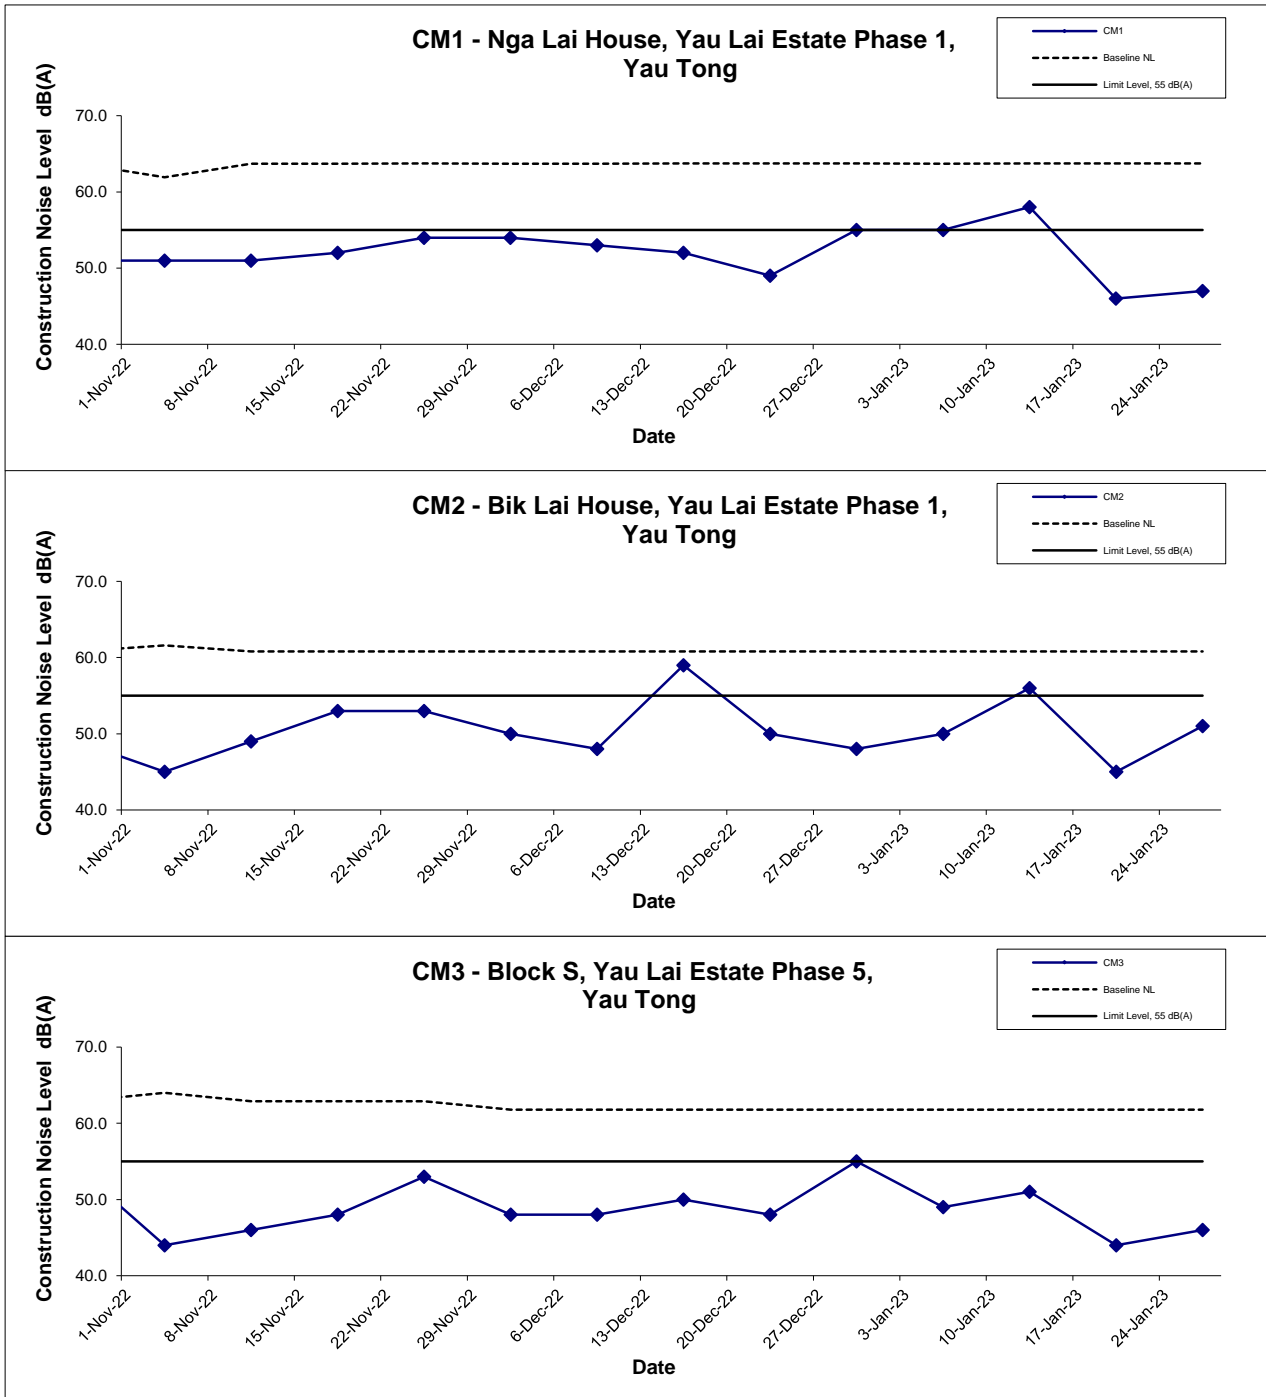 CM1 - Nga Lai House, Yau Lai Estate Phase 1,
Yau Tong
CM1
Baseline NL
Limit Level, 55 dB(A)
Construction Noise Level dB(A)
70.0
60.0
50.0
40.0
1-Nov-22
8-Nov-22
15-Nov-22
22-Nov-22
29-Nov-22
6-Dec-22
13-Dec-22
20-Dec-22
27-Dec-22
3-Jan-23
10-Jan-23
17-Jan-23
24-Jan-23
Date
CM2 - Bik Lai House, Yau Lai Estate Phase 1,
Yau Tong
CM2
Baseline NL
Limit Level, 55 dB(A)
Construction Noise Level dB(A)
70.0
60.0
50.0
40.0
1-Nov-22
8-Nov-22
15-Nov-22
22-Nov-22
29-Nov-22
6-Dec-22
13-Dec-22
20-Dec-22
27-Dec-22
3-Jan-23
10-Jan-23
17-Jan-23
24-Jan-23
Date
CM3 - Block S, Yau Lai Estate Phase 5,
Yau Tong
CM3
Baseline NL
Limit Level, 55 dB(A)
Construction Noise Level dB(A)
70.0
60.0
50.0
40.0
1-Nov-22
8-Nov-22
15-Nov-22
22-Nov-22
29-Nov-22
6-Dec-22
13-Dec-22
20-Dec-22
27-Dec-22
3-Jan-23
10-Jan-23
17-Jan-23
24-Jan-23
Date